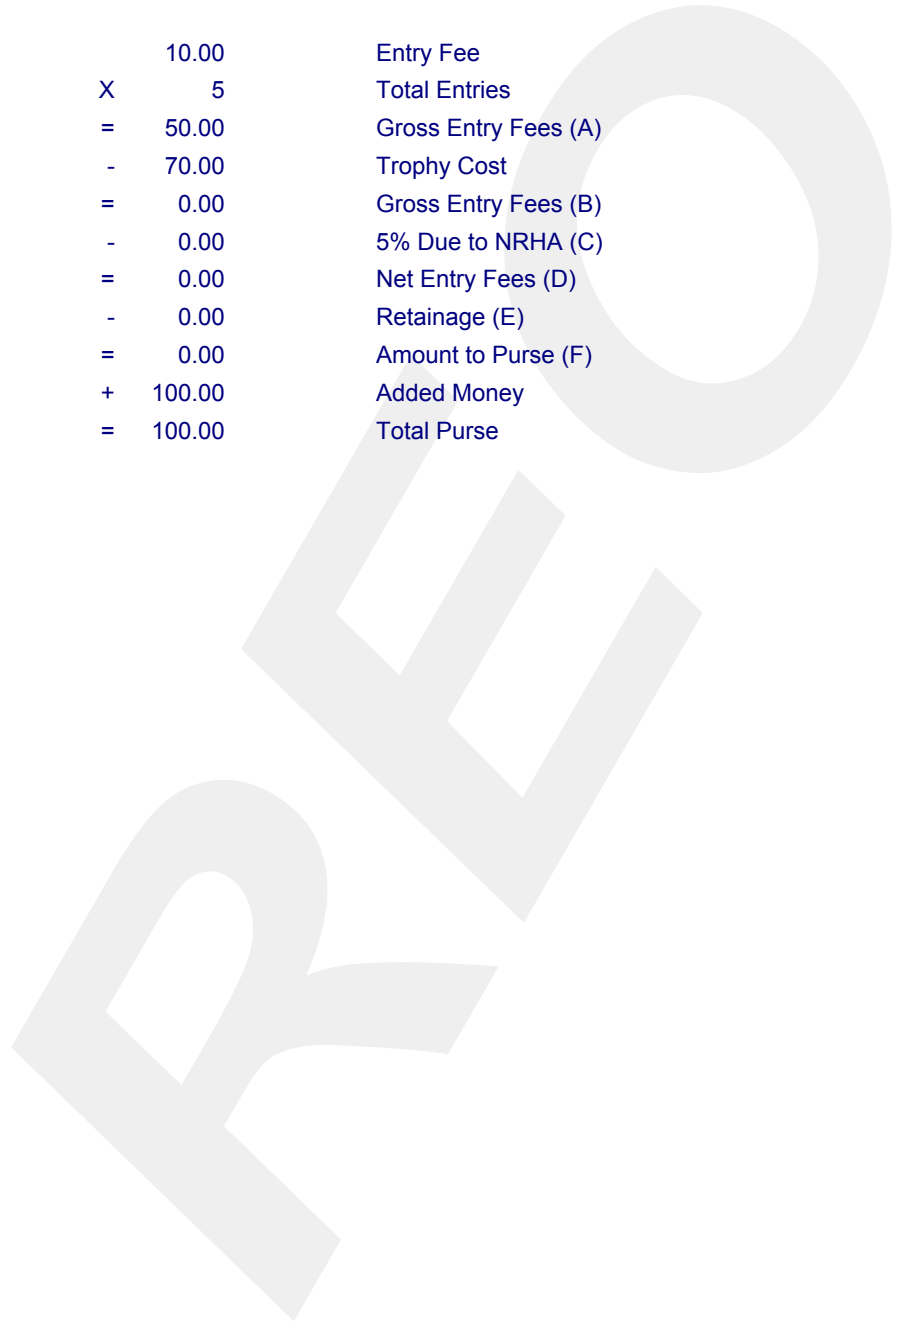 10.00 Entry Fee
X 5 Total Entries
= 50.00 Gross Entry Fees (A)
- 70.00 Trophy Cost
= 0.00 Gross Entry Fees (B)
- 0.00 5% Due to NRHA (C)
= 0.00 Net Entry Fees (D)
- 0.00 Retainage (E)
= 0.00 Amount to Purse (F)
+ 100.00 Added Money
= 100.00 Total Purse
REO